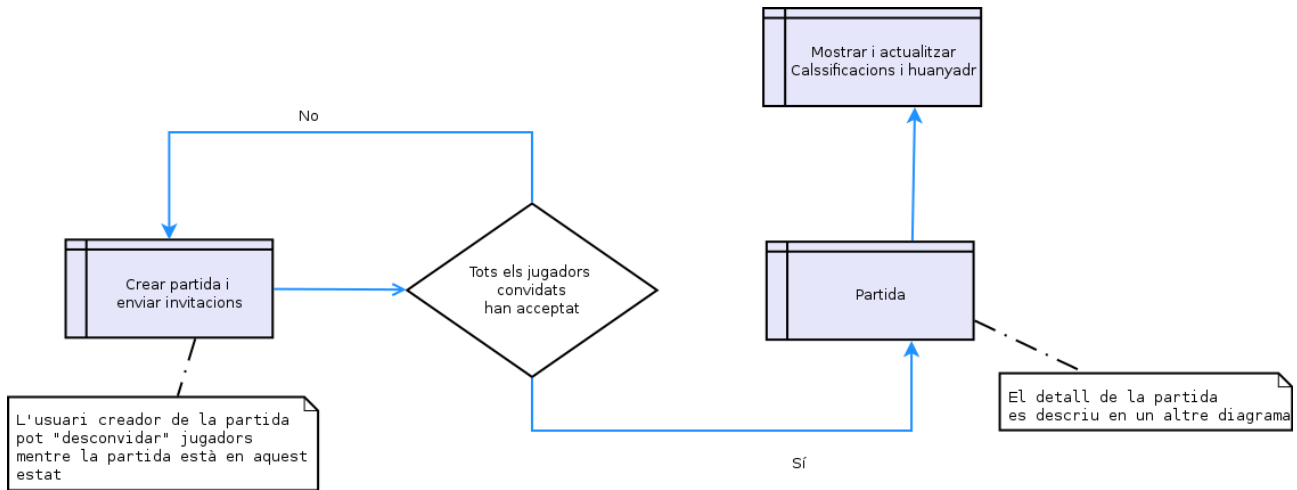 Mostrar i actualitzar
Calssificacions i huanyadr
No
Crear partida i
enviar invitacions
Tots els jugadors
convidats
han acceptat
Partida
L'usuari creador de la partida
pot "desconvidar" jugadors
mentre la partida està en aquest
estat
El detall de la partida
es descriu en un altre diagrama
Sí